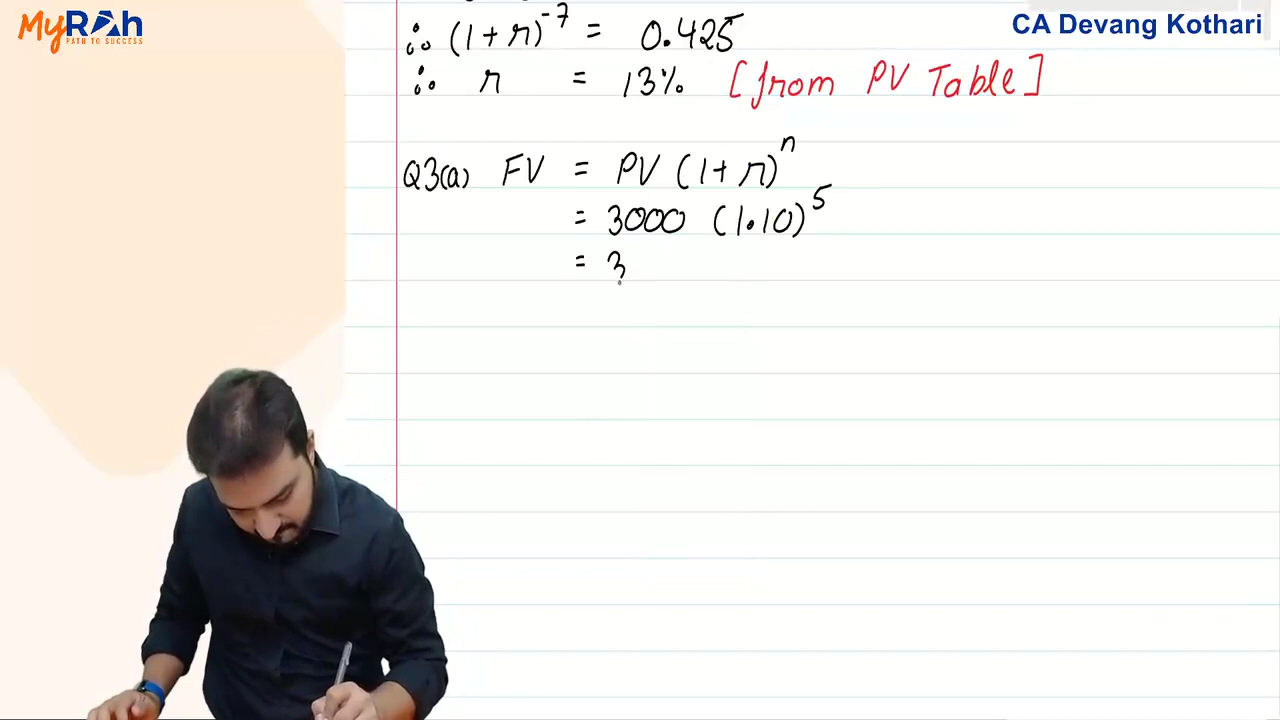 MyRAh
PATH TO SUCCESS
CA Devang Kothari
∴ (1 + r)⁻⁷ = 0.425
∴ r = 13% [from PV Table]
Q3(a) FV = PV (1 + r)ⁿ
= 3000 (1.10)⁵
= 3